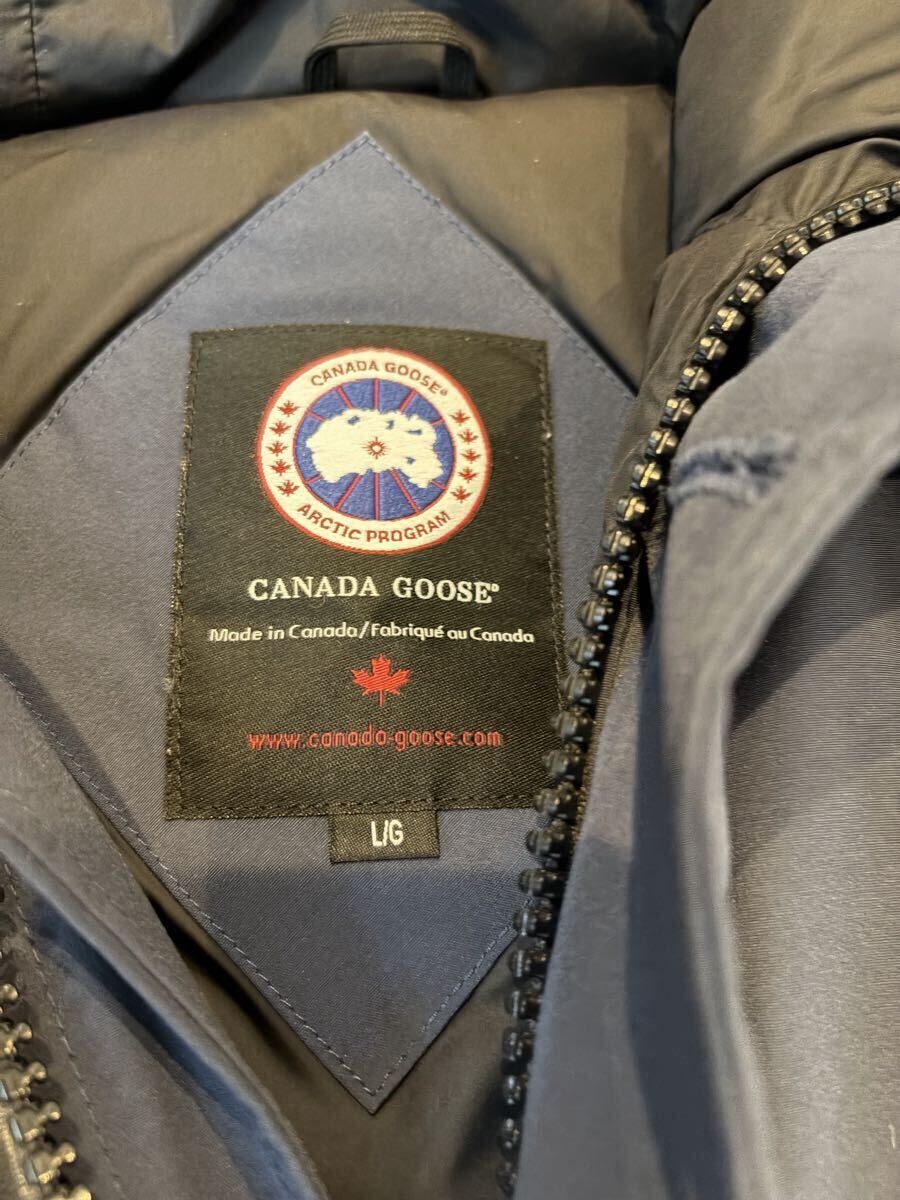 CANADA GOOSE®
ARCTIC PROGRAM
CANADA GOOSE®
Made in Canada/Fabriqué au Canada
www.canada-goose.com
L/G